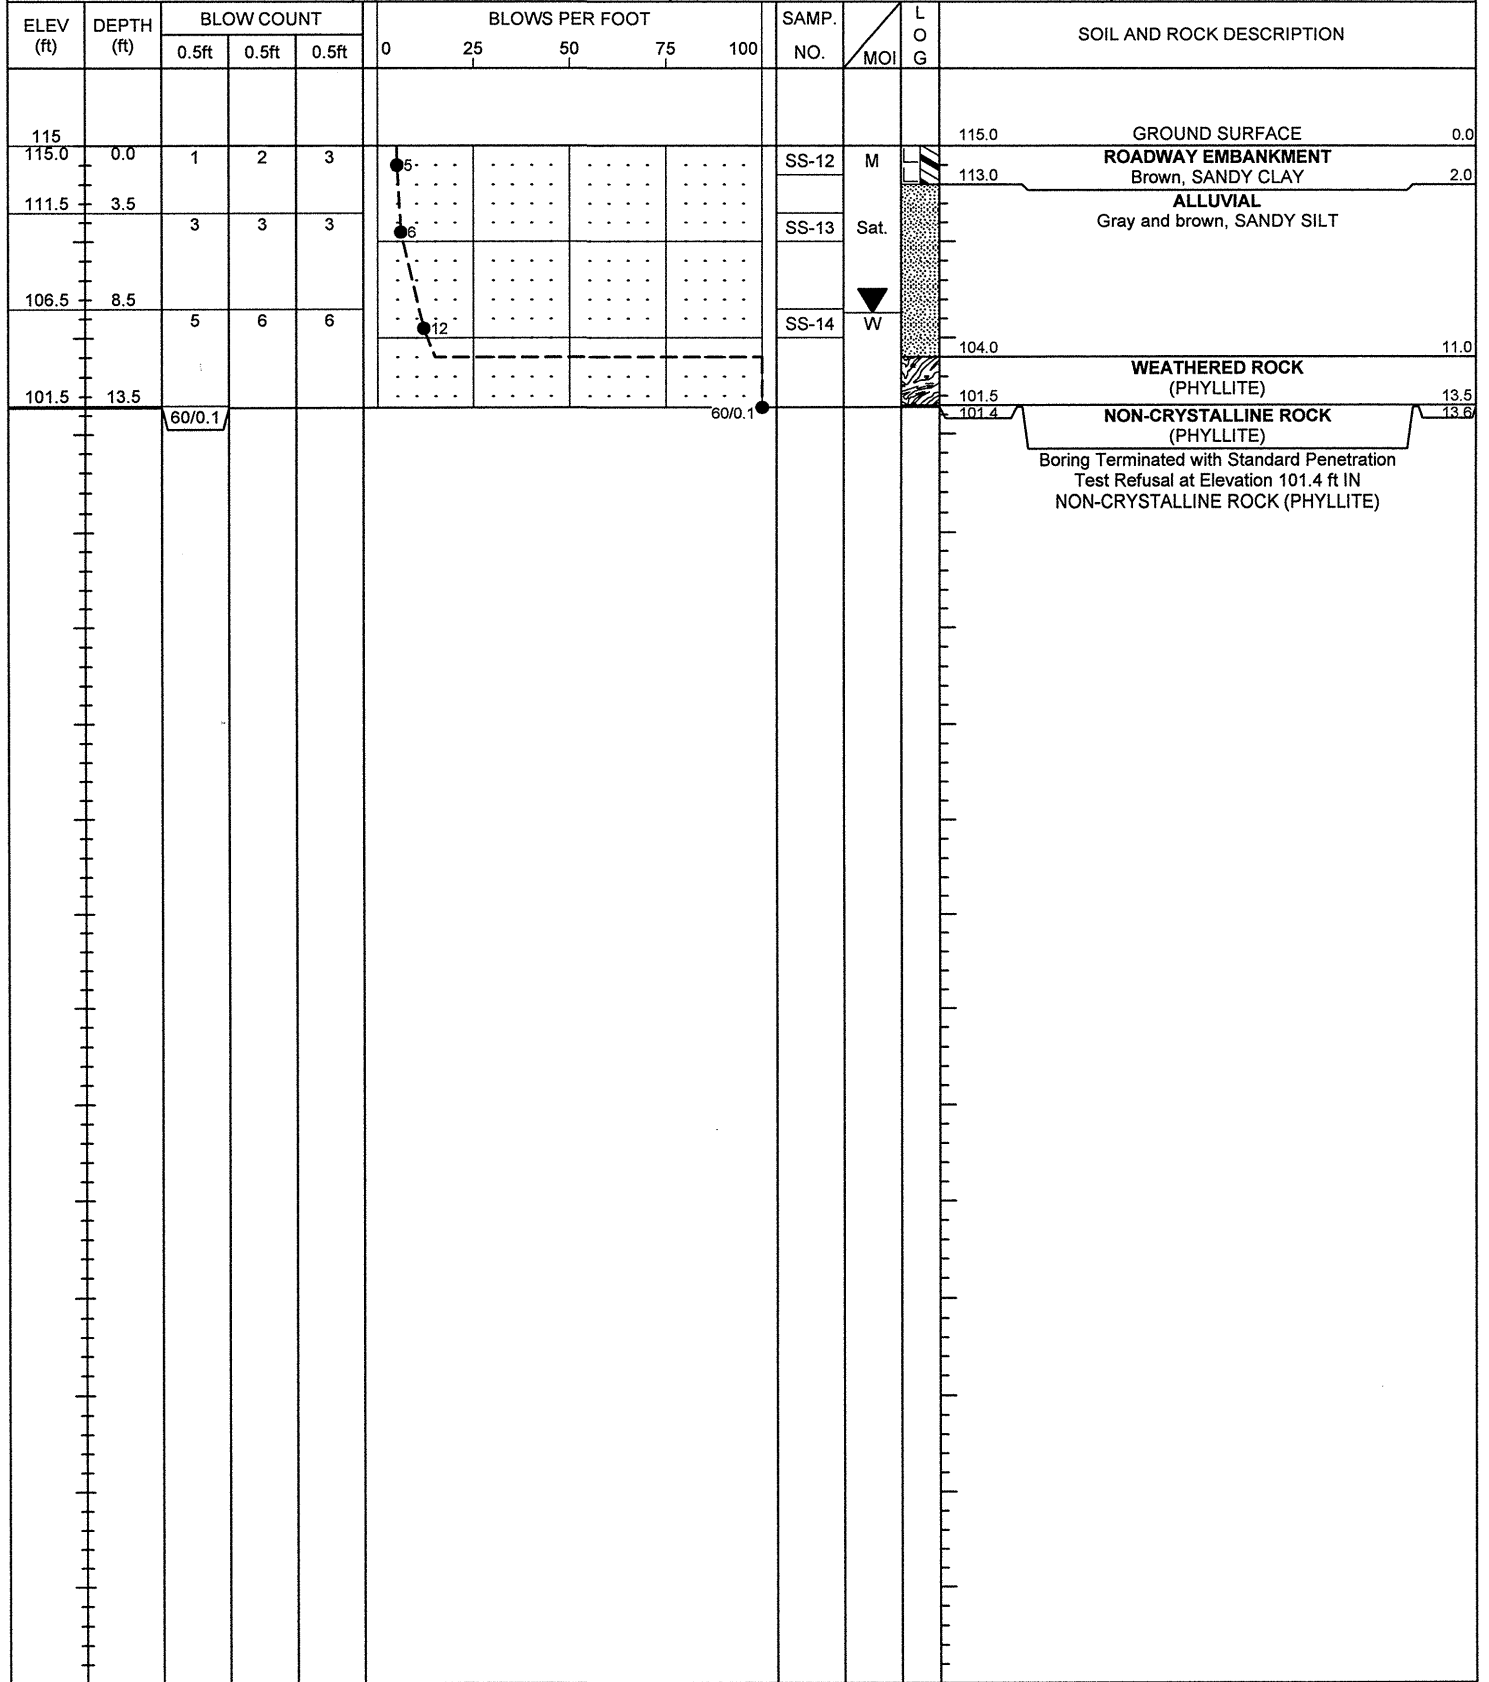 ELEV DEPTH BLOW COUNT BLOWS PER FOOT SAMP. L SOIL AND ROCK DESCRIPTION
(ft) (ft) 0.5ft 0.5ft 0.5ft 0 25 50 75 100 NO. MOI O
G
115 115.0 GROUND SURFACE 0.0
115.0 0.0 1 2 3 5 SS-12 M ROADWAY EMBANKMENT
113.0 Brown, SANDY CLAY 2.0
111.5 3.5 ALLUVIAL
3 3 3 6 SS-13 Sat. Gray and brown, SANDY SILT
106.5 8.5
5 6 6 12 SS-14 W
104.0 11.0
WEATHERED ROCK
(PHYLLITE)
101.5 13.5 101.5 13.5
60/0.1 60/0.1 101.4 NON-CRYSTALLINE ROCK 13.6
(PHYLLITE)
Boring Terminated with Standard Penetration
Test Refusal at Elevation 101.4 ft IN
NON-CRYSTALLINE ROCK (PHYLLITE)